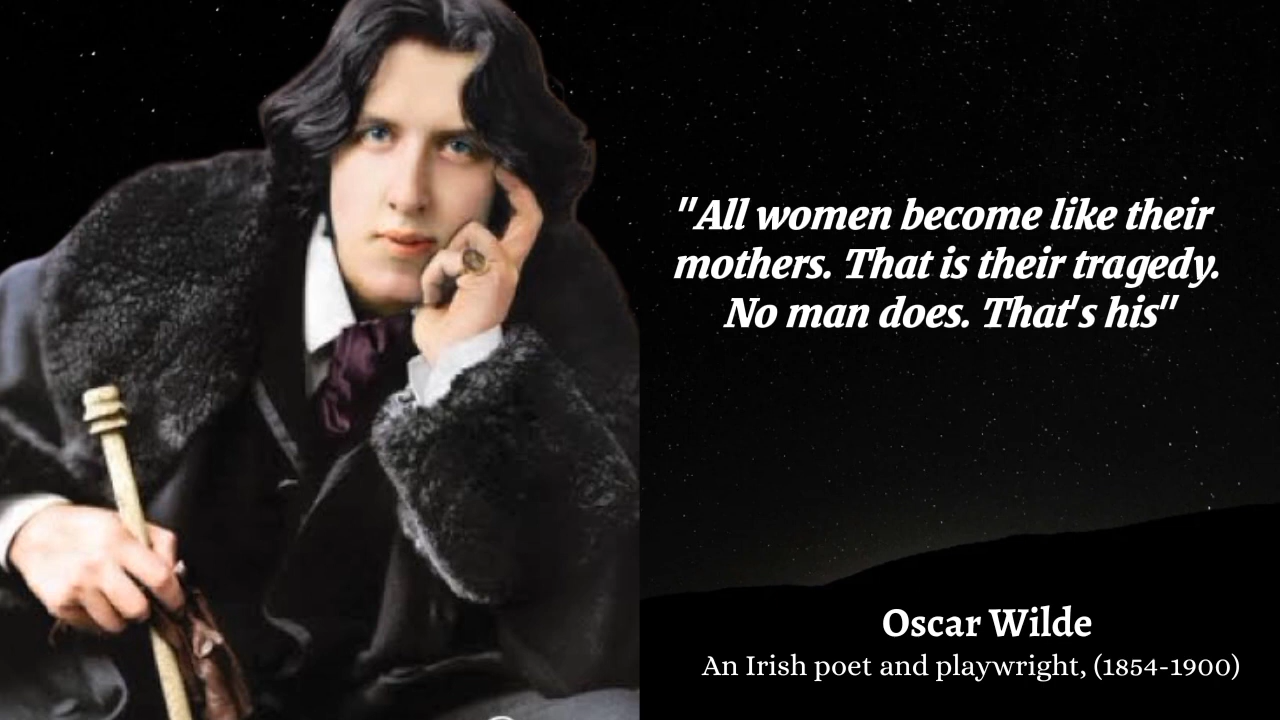 "All women become like their
mothers. That is their tragedy.
No man does. That's his"
Oscar Wilde
An Irish poet and playwright, (1854-1900)